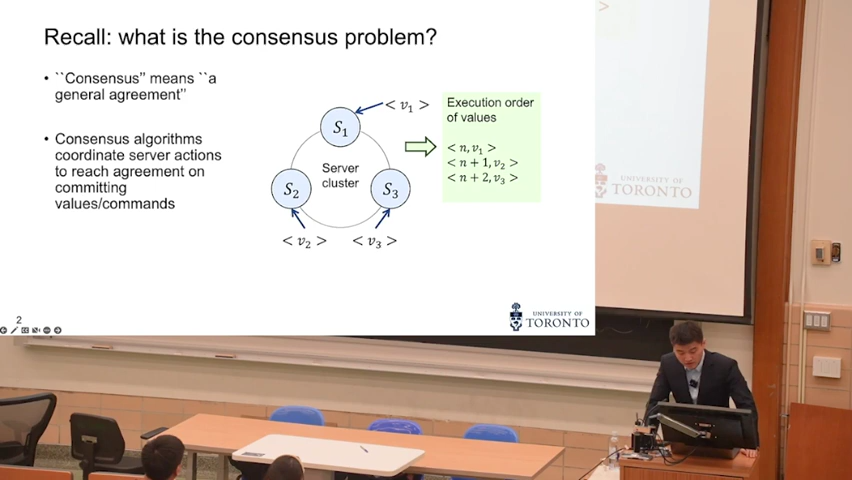 Recall: what is the consensus problem?
• ``Consensus'' means ``a
general agreement''
• Consensus algorithms
coordinate server actions
to reach agreement on
committing
values/commands
< v₁ >
S₁
Server
cluster
S₂
S₃
< v₂ >
< v₃ >
Execution order
of values
< n, v₁ >
< n + 1, v₂ >
< n + 2, v₃ >
2
UNIVERSITY OF
TORONTO
>
UNIVERSITY OF
TORONTO